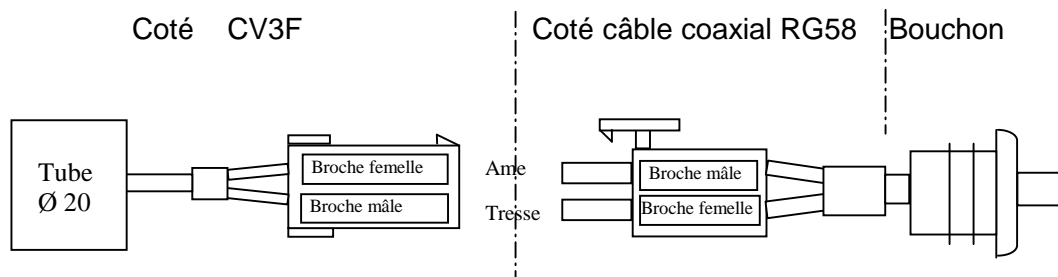 Coté CV3F
Coté câble coaxial RG58
Bouchon
Tube
Ø 20
Broche femelle
Broche mâle
Ame
Tresse
Broche mâle
Broche femelle